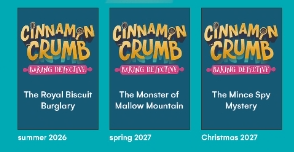 CINNAMON
CRUMB
BAKING DETECTIVE
The Royal Biscuit
Burglary
summer 2026
CINNAMON
CRUMB
BAKING DETECTIVE
The Monster of
Mallow Mountain
spring 2027
CINNAMON
CRUMB
BAKING DETECTIVE
The Mince Spy
Mystery
Christmas 2027